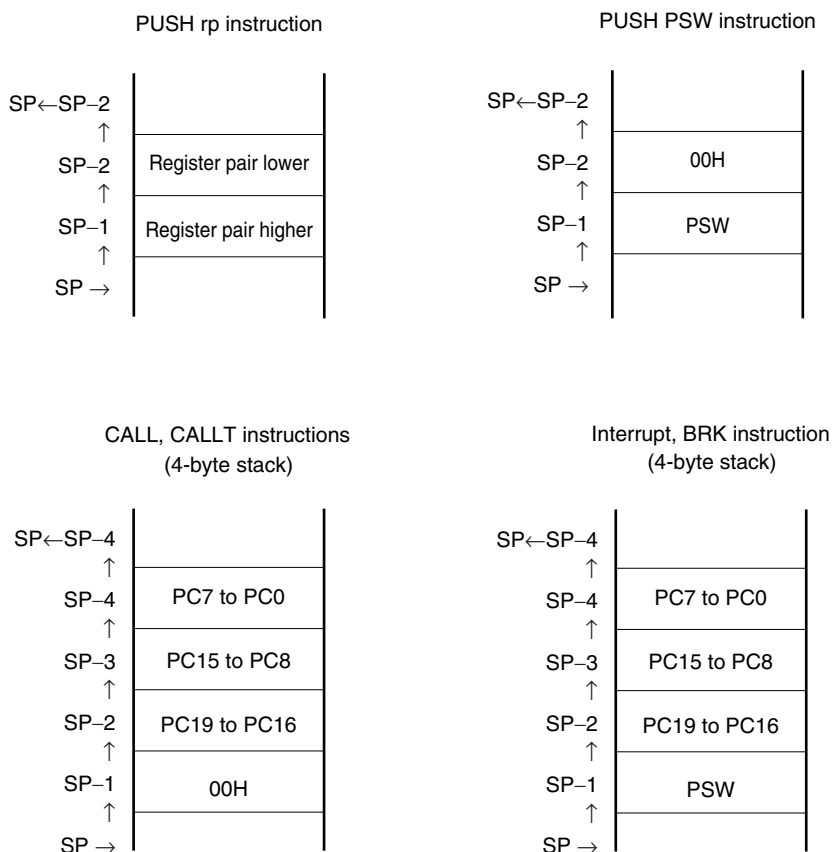 PUSH rp instruction
SP←SP–2
↑
SP–2
Register pair lower
↑
SP–1
Register pair higher
↑
SP →
PUSH PSW instruction
SP←SP–2
↑
SP–2
00H
↑
SP–1
PSW
↑
SP →
CALL, CALLT instructions
(4-byte stack)
SP←SP–4
↑
SP–4
PC7 to PC0
↑
SP–3
PC15 to PC8
↑
SP–2
PC19 to PC16
↑
SP–1
00H
↑
SP →
Interrupt, BRK instruction
(4-byte stack)
SP←SP–4
↑
SP–4
PC7 to PC0
↑
SP–3
PC15 to PC8
↑
SP–2
PC19 to PC16
↑
SP–1
PSW
↑
SP →